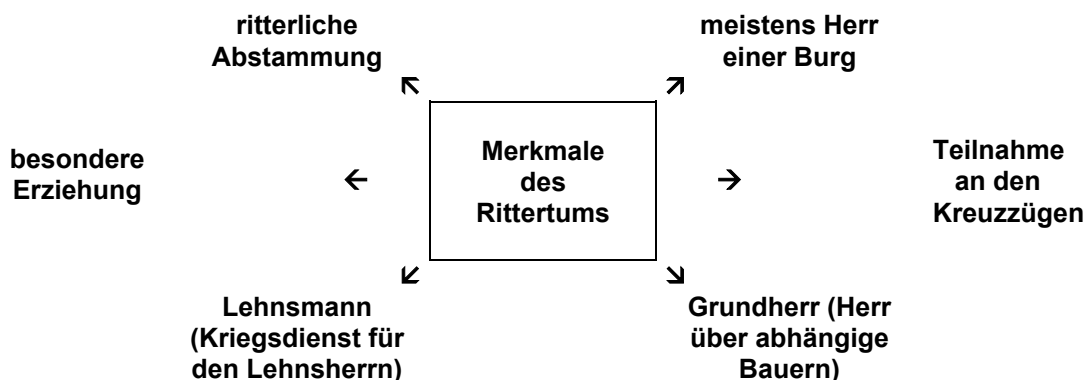 ritterliche
Abstammung
meistens Herr
einer Burg
besondere
Erziehung
Merkmale
des
Rittertums
Teilnahme
an den
Kreuzzügen
Lehnsmann
(Kriegsdienst für
den Lehnsherrn)
Grundherr (Herr
über abhängige
Bauern)